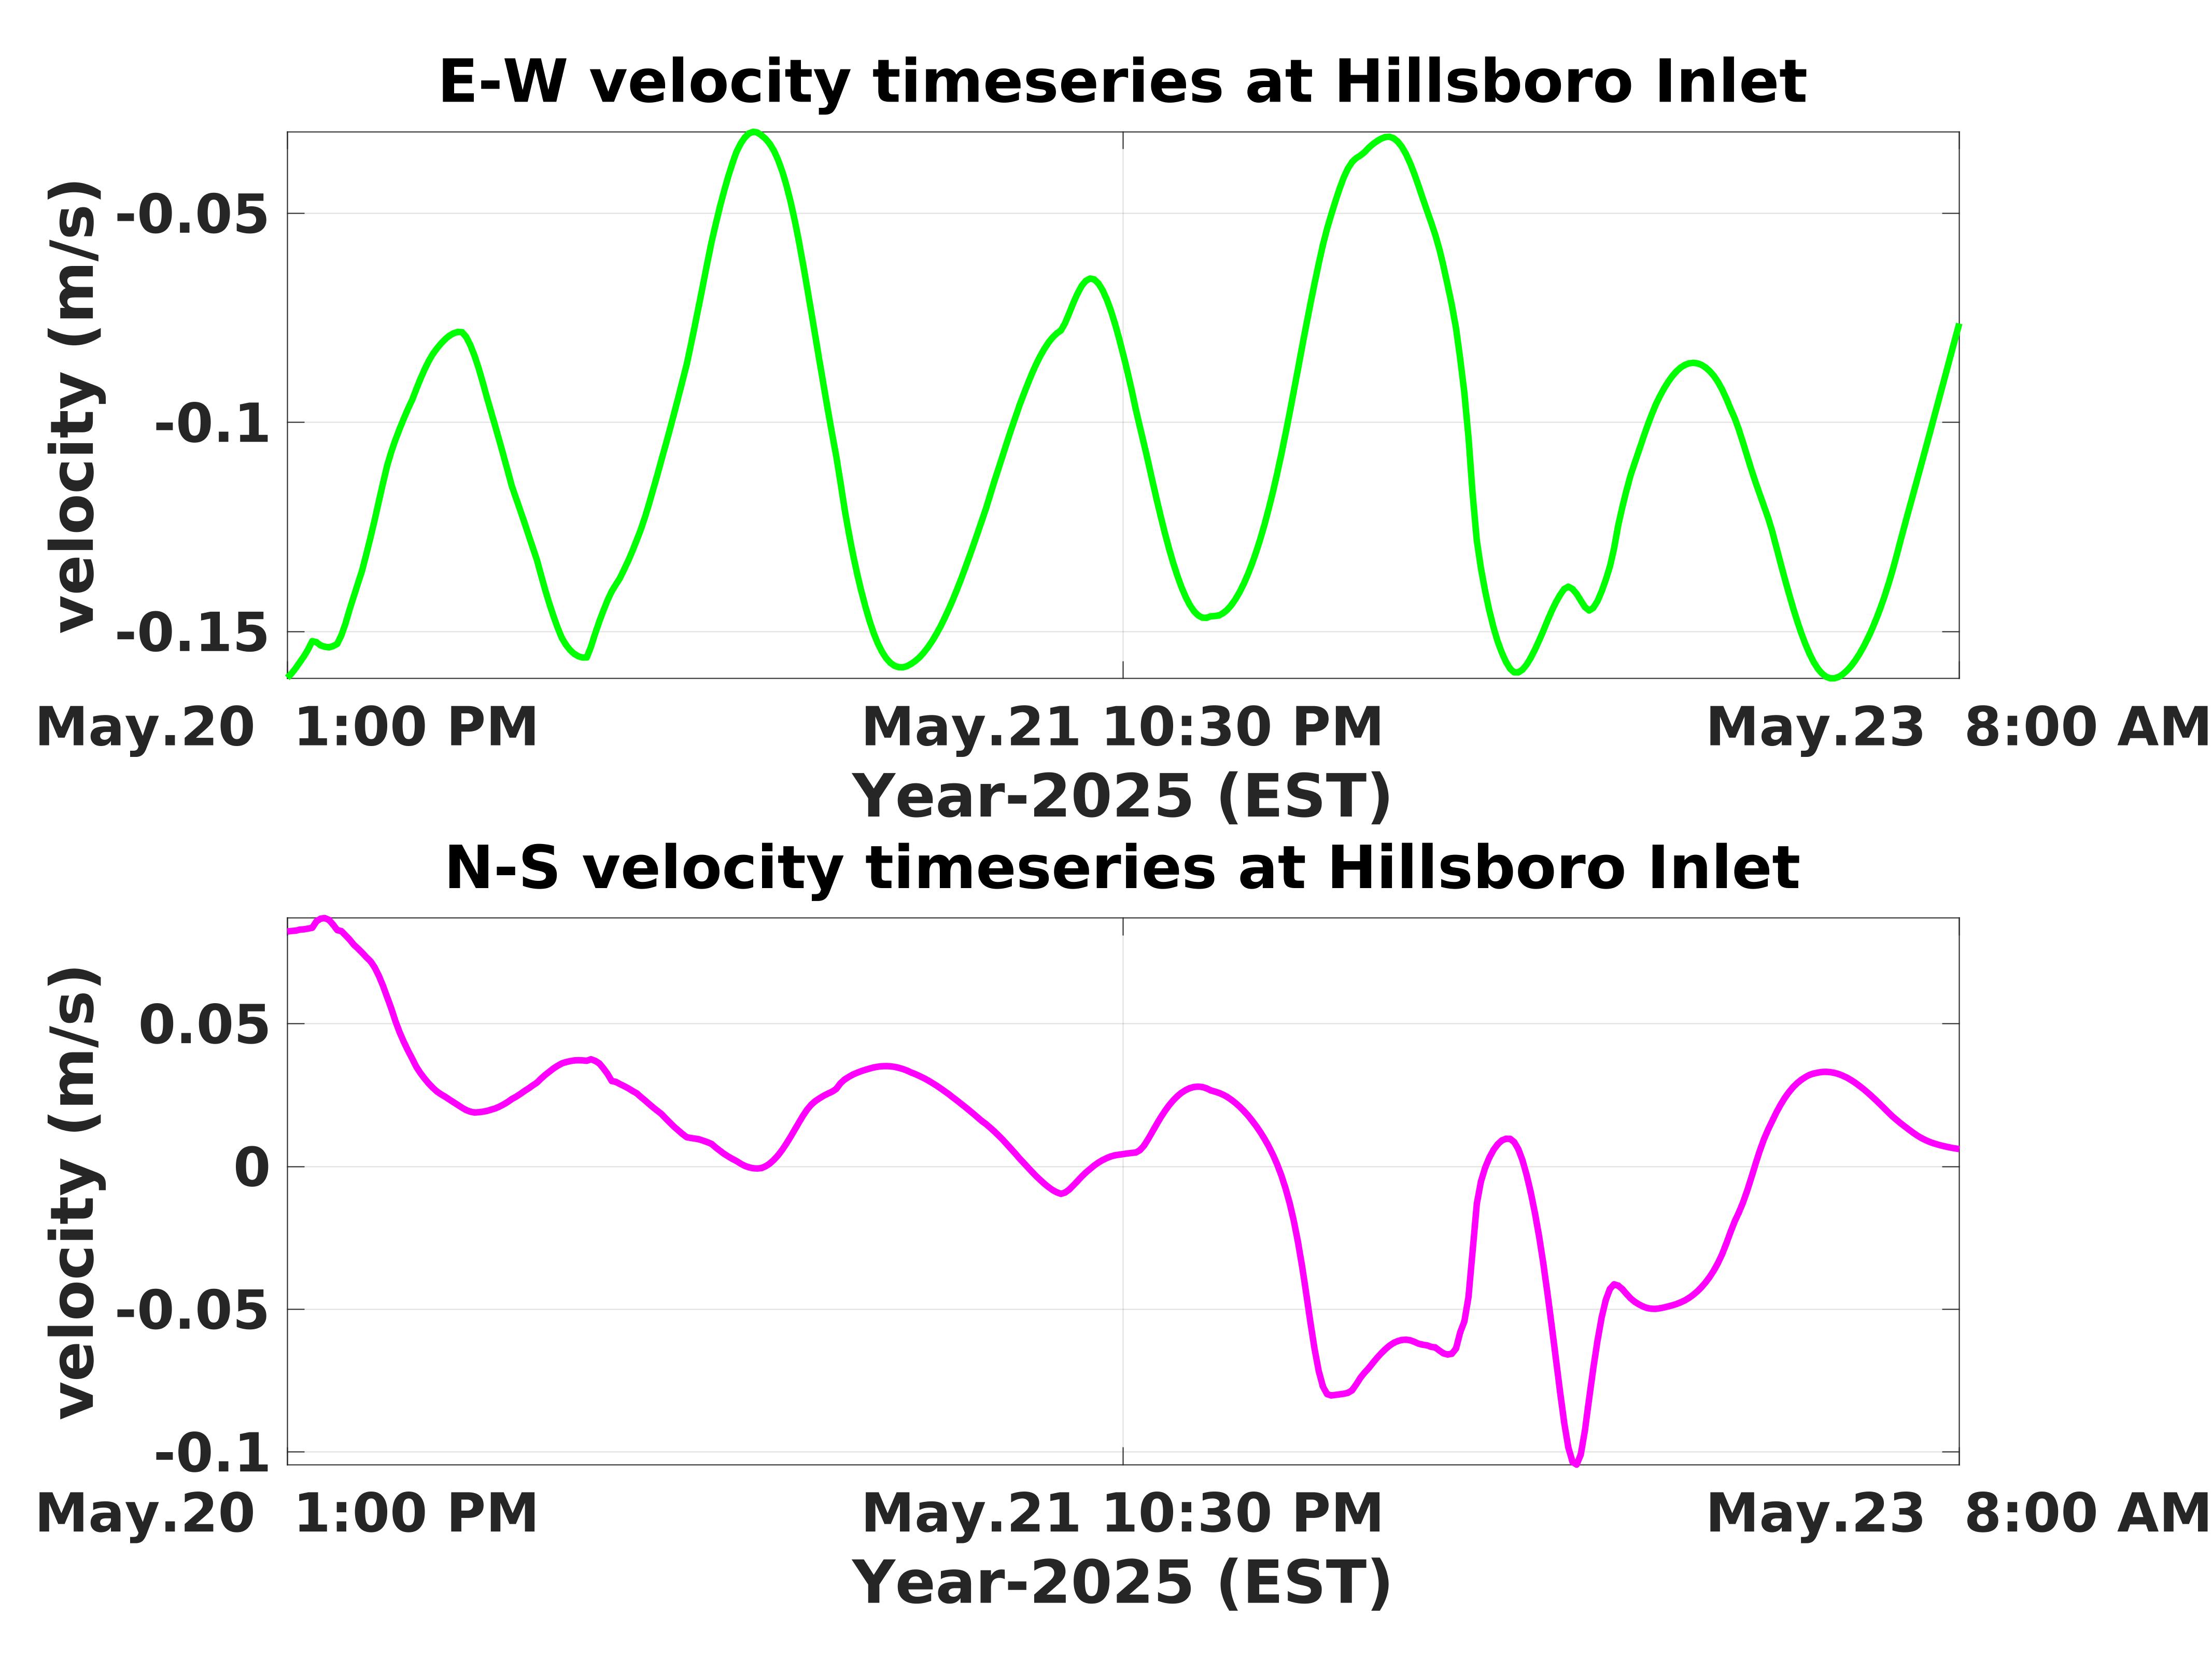 E-W velocity timeseries at Hillsboro Inlet
velocity (m/s)
-0.05
-0.1
-0.15
May.20  1:00 PM May.21 10:30 PM May.23  8:00 AM
Year-2025 (EST)
N-S velocity timeseries at Hillsboro Inlet
velocity (m/s)
0.05
0
-0.05
-0.1
May.20  1:00 PM May.21 10:30 PM May.23  8:00 AM
Year-2025 (EST)